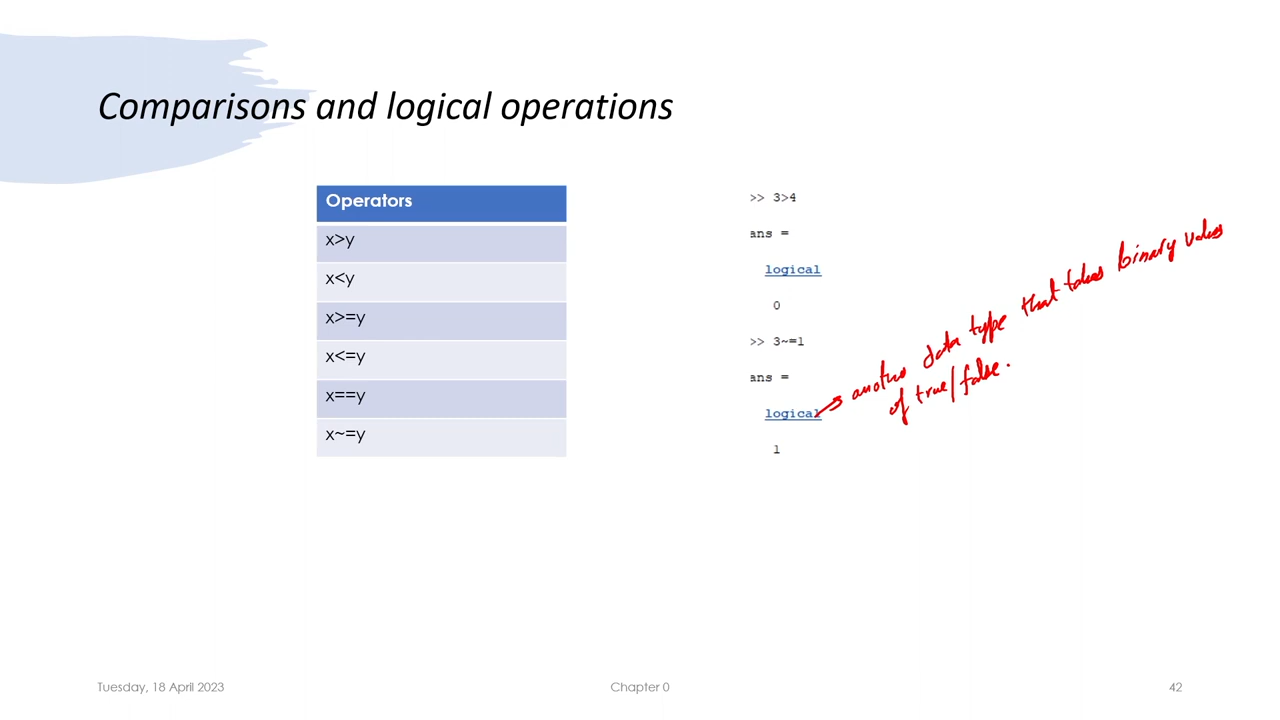 Comparisons and logical operations
Operators
x>y
x<y
x>=y
x<=y
x==y
x~=y
>> 3>4
ans =
logical
0
>> 3~=1
ans =
logical
1
another data type that takes binary values
of true/false.
Tuesday, 18 April 2023
Chapter 0
42